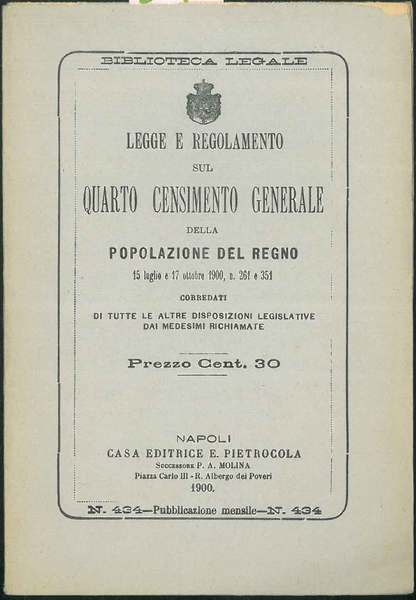 BIBLIOTECA LEGALE
LEGGE E REGOLAMENTO
SUL
QUARTO CENSIMENTO GENERALE
DELLA
POPOLAZIONE DEL REGNO
15 luglio e 17 ottobre 1900, n. 261 e 351
CORREDATI
DI TUTTE LE ALTRE DISPOSIZIONI LEGISLATIVE
DAI MEDESIMI RICHIAMATE
Prezzo Cent. 30
NAPOLI
CASA EDITRICE E. PIETROCOLA
SUCCESSORE P. A. MOLINA
Piazza Carlo III - R. Albergo dei Poveri
1900.
N. 434—Pubblicazione mensile—N. 434